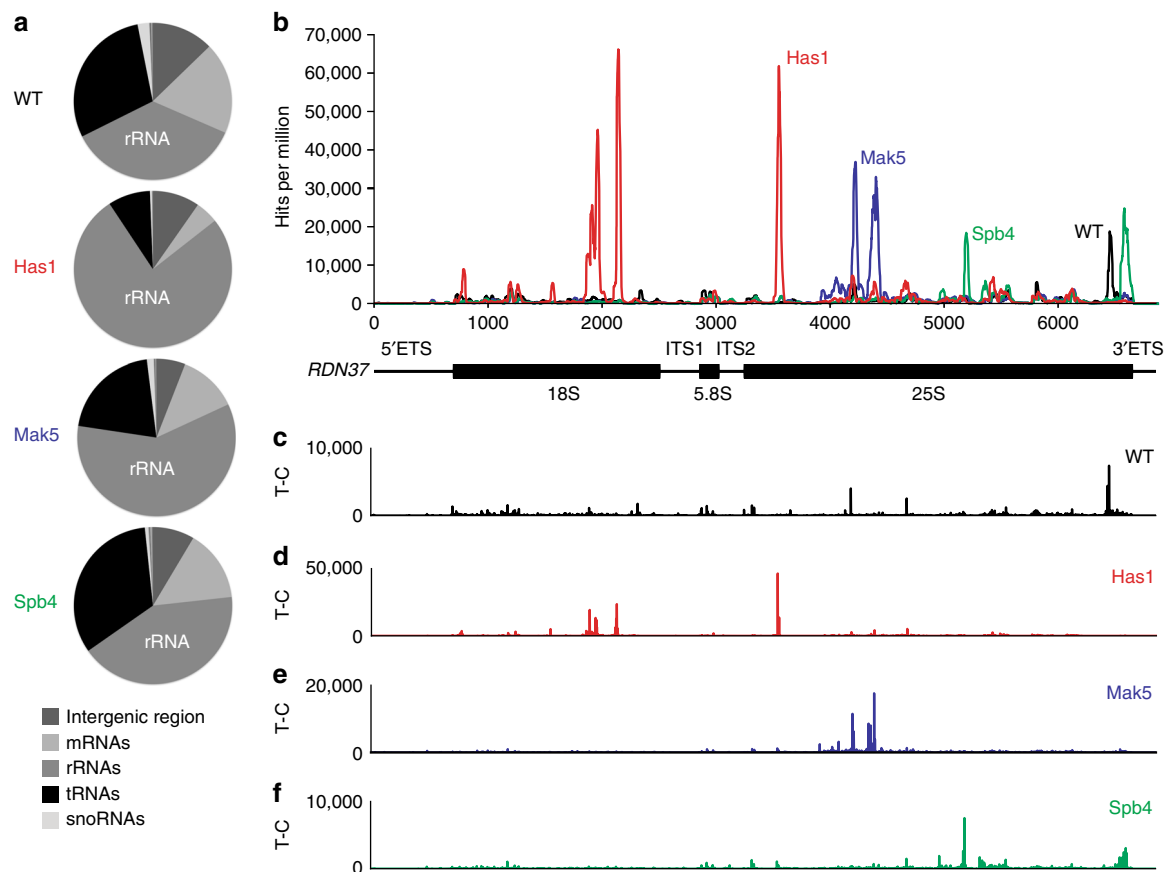 a
WT
rRNA
Has1
rRNA
Mak5
rRNA
Spb4
rRNA
Intergenic region
mRNAs
rRNAs
tRNAs
snoRNAs
b
Hits per million
70,000
60,000
50,000
40,000
30,000
20,000
10,000
0
Has1
Mak5
Spb4
WT
0 1000 2000 3000 4000 5000 6000
5′ETS ITS1 ITS2 3′ETS
RDN37
18S 5.8S 25S
c
T-C
10,000
0
WT
d
T-C
50,000
0
Has1
e
T-C
20,000
0
Mak5
f
T-C
10,000
0
Spb4